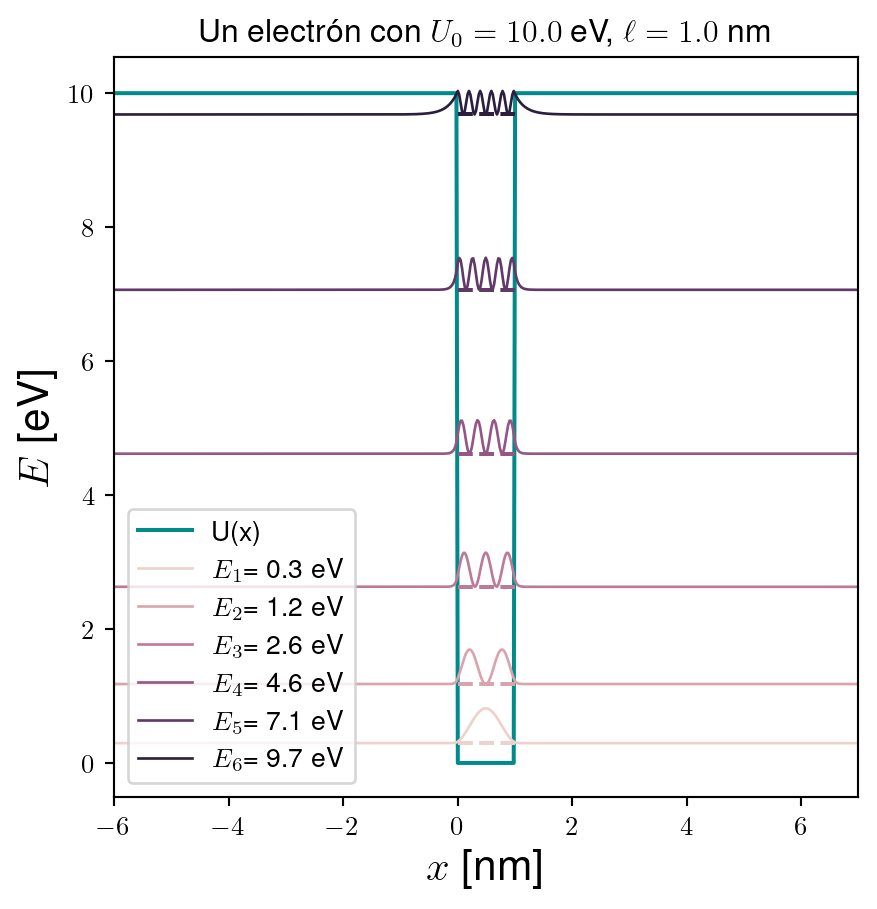 Un electrón con $U_0 = 10.0$ eV, $\ell = 1.0$ nm
10
8
6
4
2
0
E [eV]
U(x)
$E_1$= 0.3 eV
$E_2$= 1.2 eV
$E_3$= 2.6 eV
$E_4$= 4.6 eV
$E_5$= 7.1 eV
$E_6$= 9.7 eV
−6 −4 −2 0 2 4 6
x [nm]